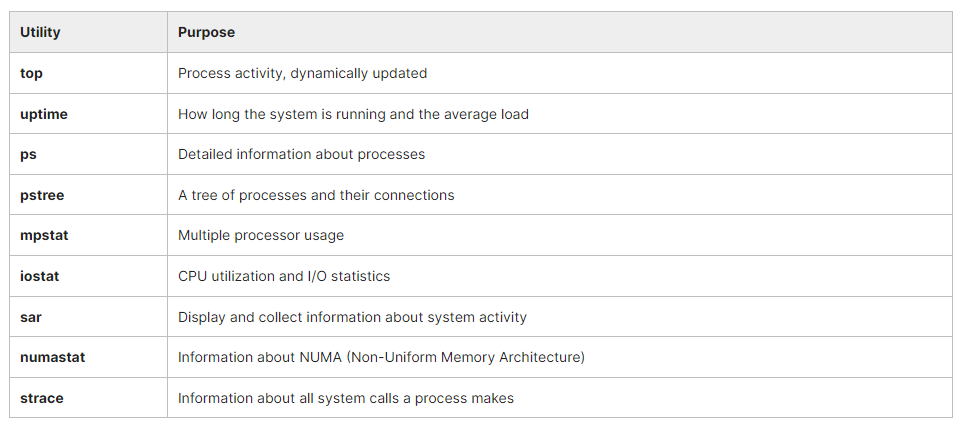 Utility Purpose
top Process activity, dynamically updated
uptime How long the system is running and the average load
ps Detailed information about processes
pstree A tree of processes and their connections
mpstat Multiple processor usage
iostat CPU utilization and I/O statistics
sar Display and collect information about system activity
numastat Information about NUMA (Non-Uniform Memory Architecture)
strace Information about all system calls a process makes